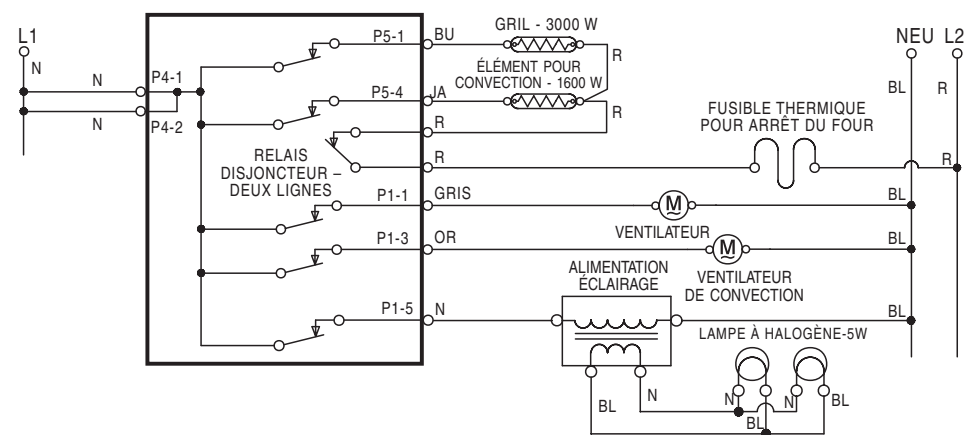 L1
N
N
P4-1
P4-2
N
P5-1
BU
GRIL - 3000 W
R
ÉLÉMENT POUR
CONVECTION - 1600 W
P5-4
JA
R
R
R
RELAIS
DISJONCTEUR –
DEUX LIGNES
FUSIBLE THERMIQUE
POUR ARRÊT DU FOUR
NEU
L2
BL
R
R
P1-1
GRIS
M
VENTILATEUR
BL
P1-3
OR
M
VENTILATEUR
DE CONVECTION
BL
ALIMENTATION
ÉCLAIRAGE
P1-5
N
BL
LAMPE À HALOGÈNE-5W
BL
N
N
N
BL
BL